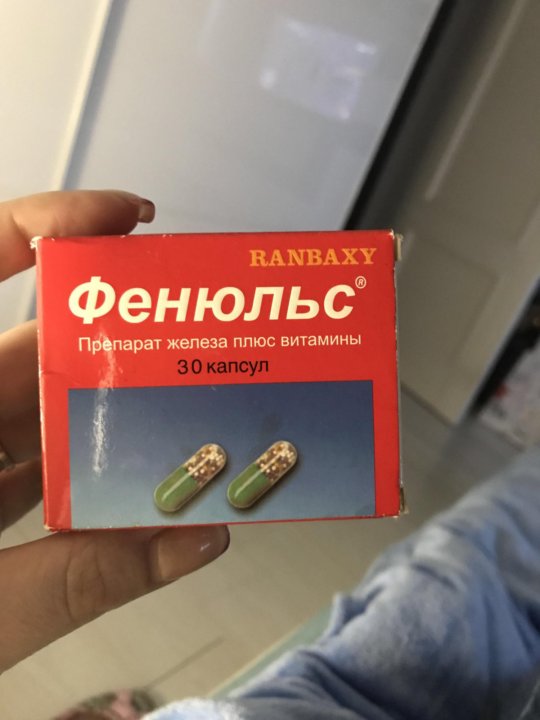 RANBAXY
Фенюльс®
Препарат железа плюс витамины
30 капсул